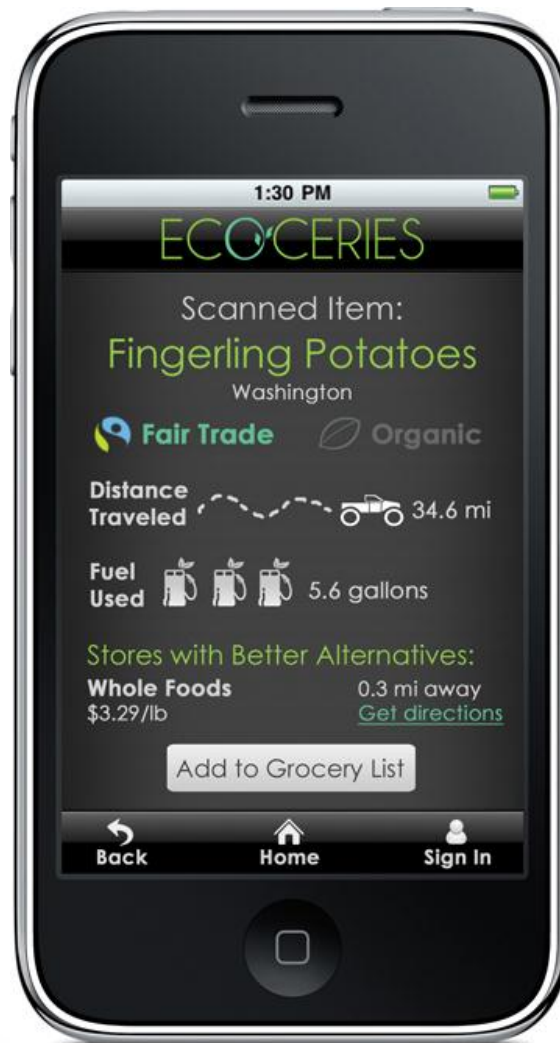 1:30 PM
ECO'CERIES
Scanned Item:
Fingerling Potatoes
Washington
Fair Trade Organic
Distance
Traveled 34.6 mi
Fuel
Used 5.6 gallons
Stores with Better Alternatives:
Whole Foods 0.3 mi away
$3.29/lb Get directions
Add to Grocery List
Back Home Sign In